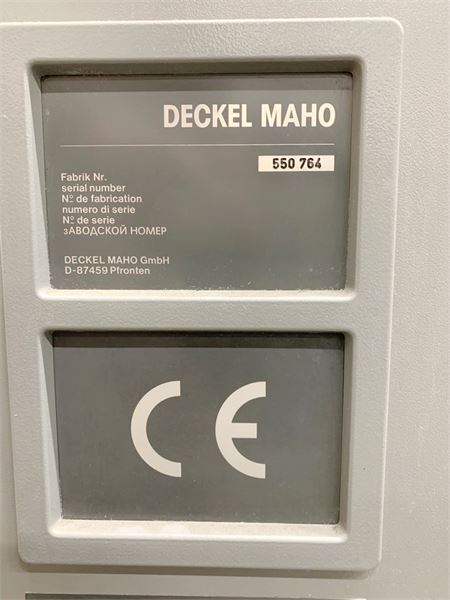 DECKEL MAHO
550 764
Fabrik Nr.
serial number
Nº de fabrication
numero di serie
Nº de serie
зАВОДСКОЙ НОМЕР
DECKEL MAHO GmbH
D-87459 Pfronten
CE